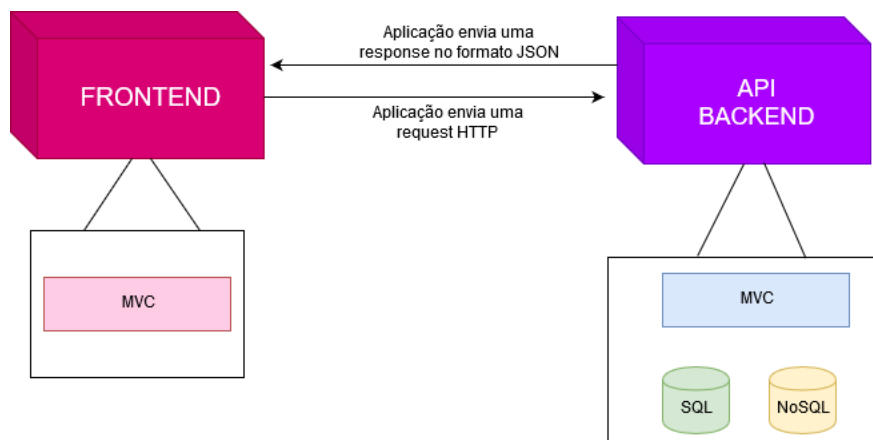 Aplicação envia uma
response no formato JSON
FRONTEND
API
BACKEND
Aplicação envia uma
request HTTP
MVC
MVC
SQL
NoSQL